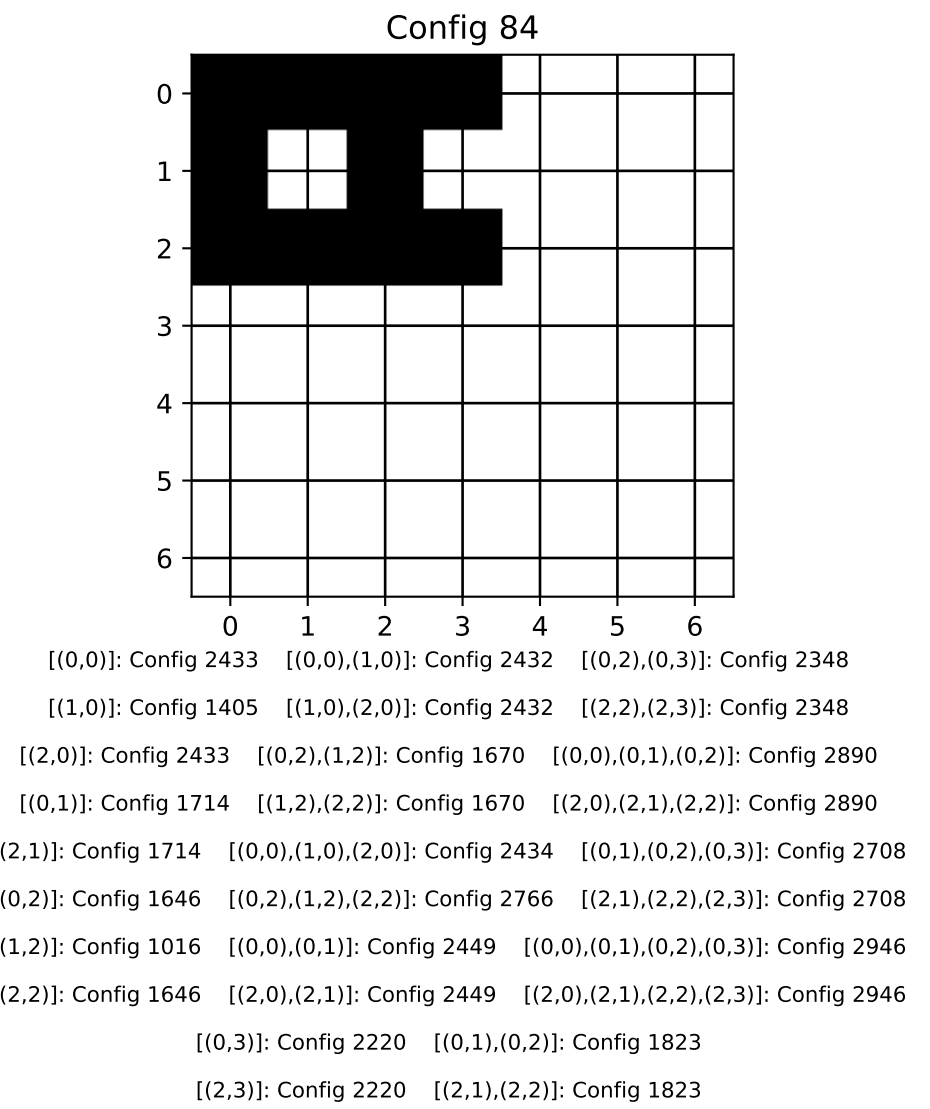 Config 84
0
1
2
3
4
5
6
0 1 2 3 4 5 6
[(0,0)]: Config 2433 [(0,0),(1,0)]: Config 2432 [(0,2),(0,3)]: Config 2348
[(1,0)]: Config 1405 [(1,0),(2,0)]: Config 2432 [(2,2),(2,3)]: Config 2348
[(2,0)]: Config 2433 [(0,2),(1,2)]: Config 1670 [(0,0),(0,1),(0,2)]: Config 2890
[(0,1)]: Config 1714 [(1,2),(2,2)]: Config 1670 [(2,0),(2,1),(2,2)]: Config 2890
(2,1)]: Config 1714 [(0,0),(1,0),(2,0)]: Config 2434 [(0,1),(0,2),(0,3)]: Config 2708
(0,2)]: Config 1646 [(0,2),(1,2),(2,2)]: Config 2766 [(2,1),(2,2),(2,3)]: Config 2708
(1,2)]: Config 1016 [(0,0),(0,1)]: Config 2449 [(0,0),(0,1),(0,2),(0,3)]: Config 2946
(2,2)]: Config 1646 [(2,0),(2,1)]: Config 2449 [(2,0),(2,1),(2,2),(2,3)]: Config 2946
[(0,3)]: Config 2220 [(0,1),(0,2)]: Config 1823
[(2,3)]: Config 2220 [(2,1),(2,2)]: Config 1823